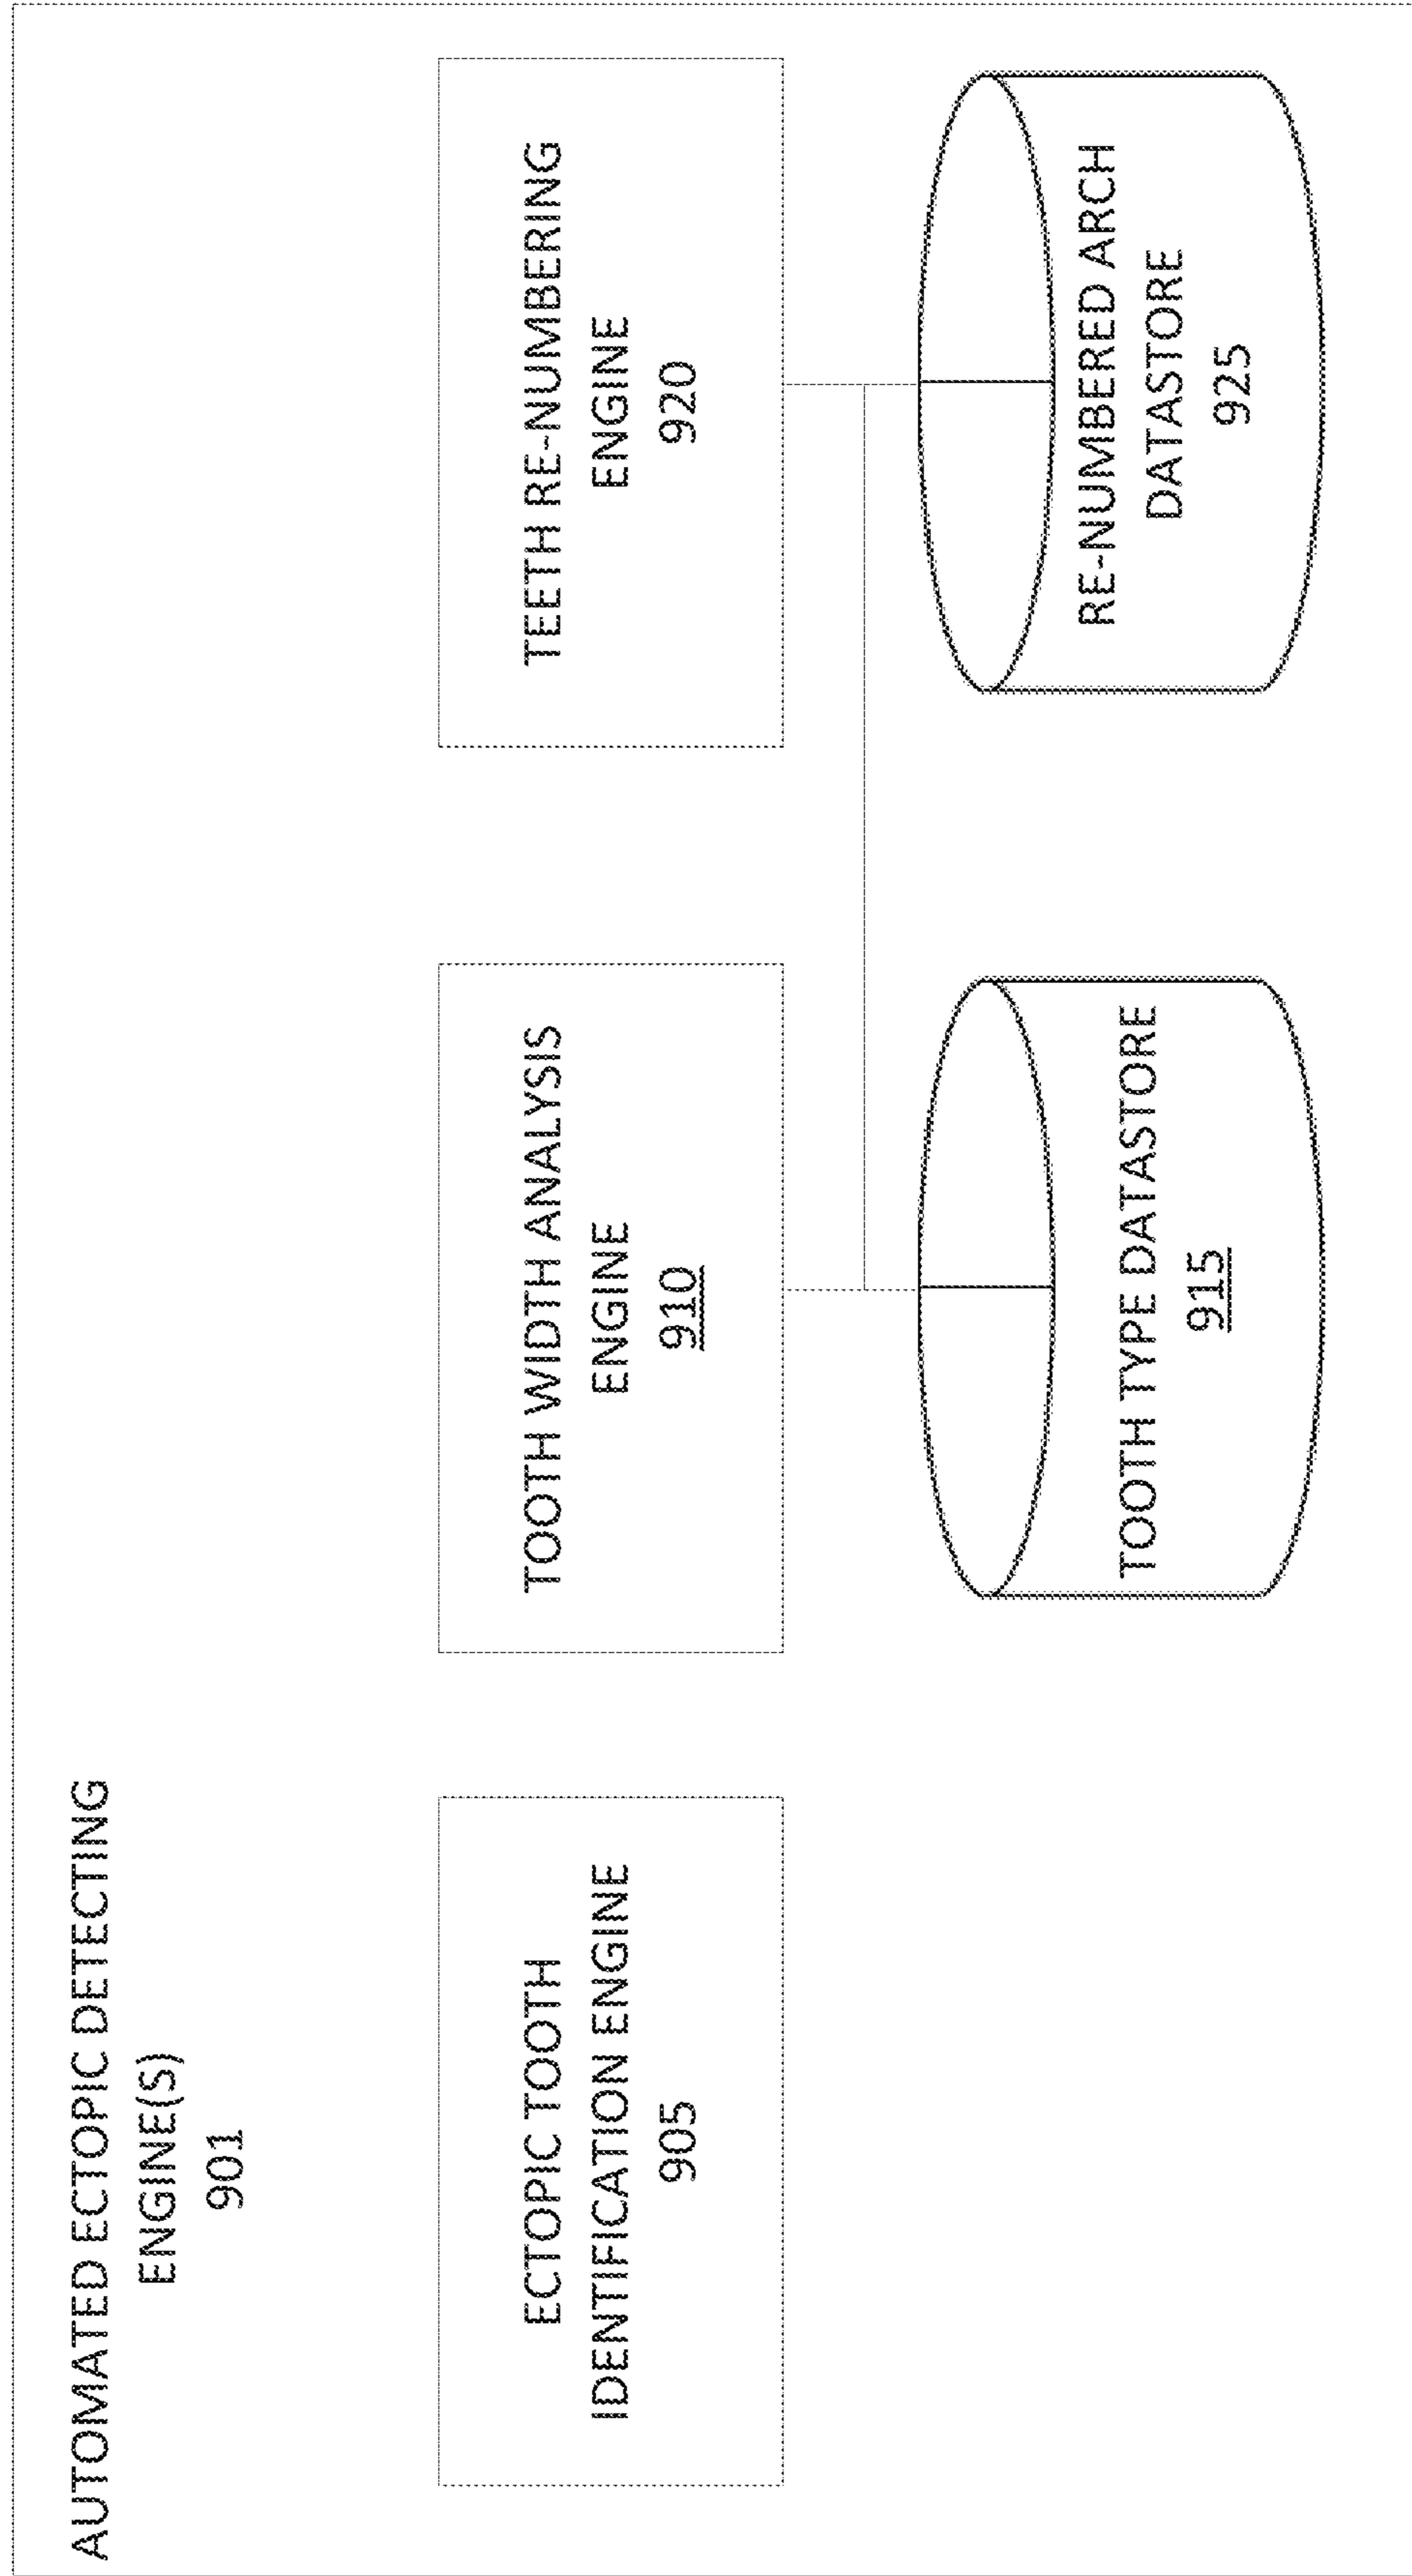 AUTOMATED ECTOPIC DETECTING
ENGINE(S)
901
ECTOPIC TOOTH
IDENTIFICATION ENGINE
905
TOOTH WIDTH ANALYSIS
ENGINE
910
TEETH RE-NUMBERING
ENGINE
920
TOOTH TYPE DATASTORE
915
RE-NUMBERED ARCH
DATASTORE
925